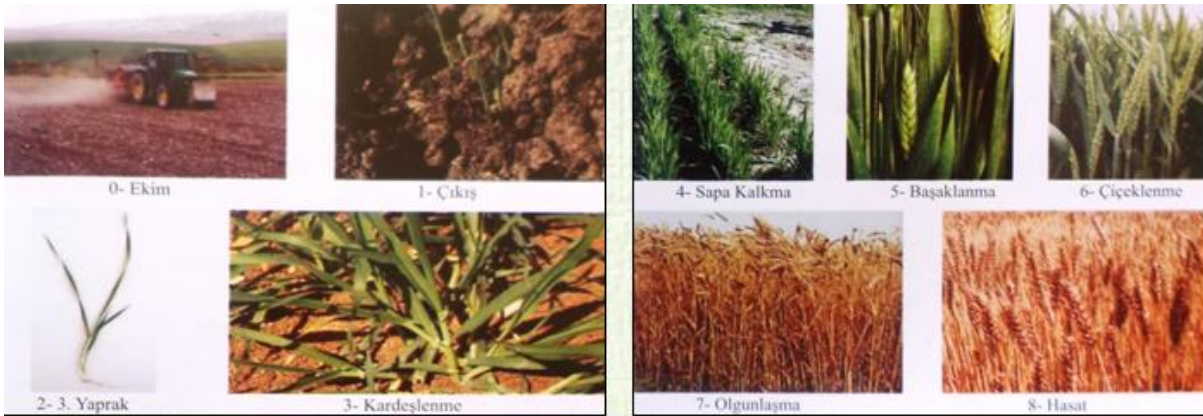 0- Ekim
1- Çıkış
2- 3. Yaprak
3- Kardeşlenme
4- Sapa Kalkma
5- Başaklanma
6- Çiçeklenme
7- Olgunlaşma
8- Hasat